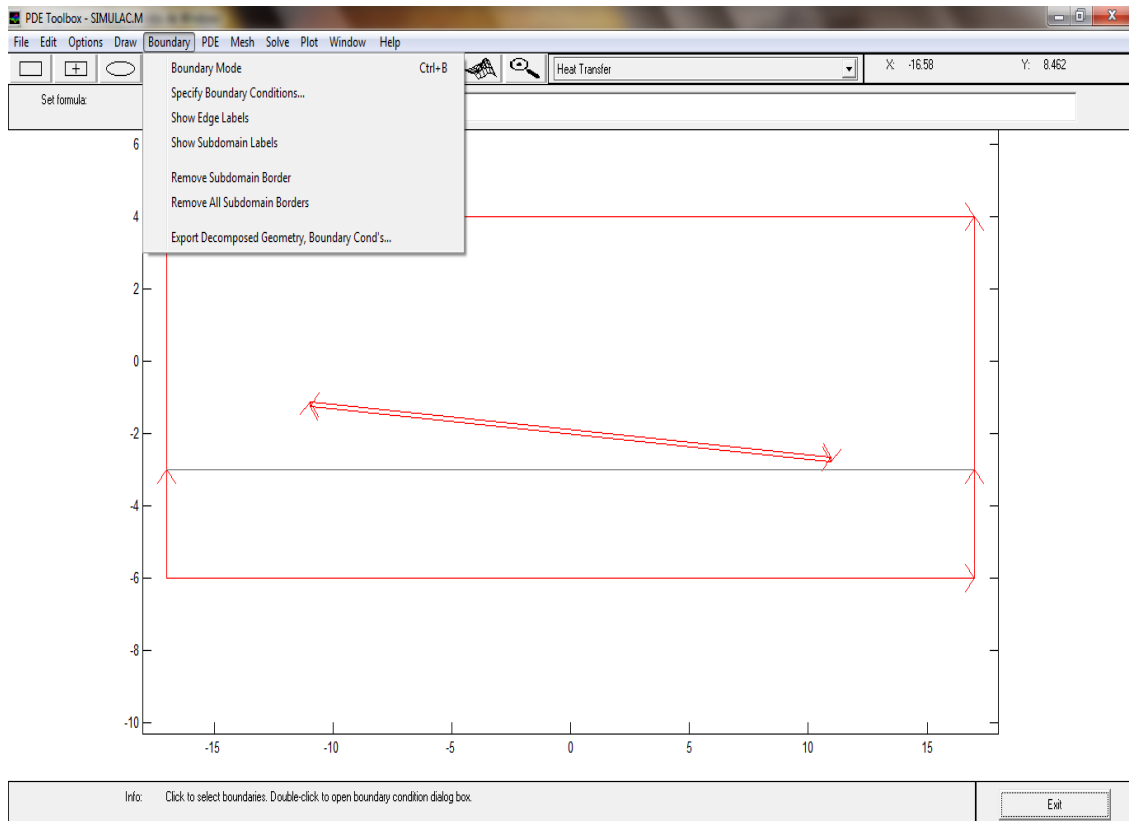 PDE Toolbox - SIMULAC.M
File Edit Options Draw Boundary PDE Mesh Solve Plot Window Help
Boundary Mode Ctrl+B
Specify Boundary Conditions...
Show Edge Labels
Show Subdomain Labels
Remove Subdomain Border
Remove All Subdomain Borders
Export Decomposed Geometry, Boundary Cond's...
Heat Transfer
X: -16.58 Y: 8.462
Set formula:
6
4
2
0
-2
-4
-6
-8
-10
-15 -10 -5 0 5 10 15
Info: Click to select boundaries. Double-click to open boundary condition dialog box.
Exit